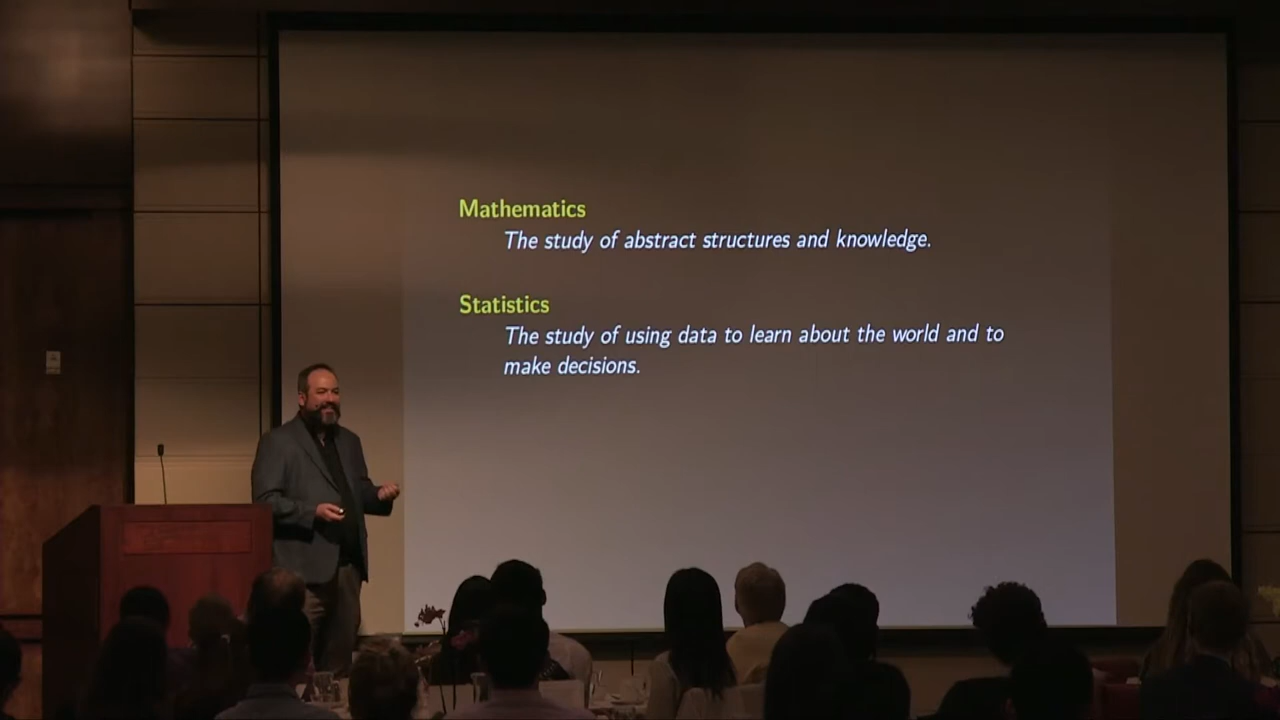 Mathematics
The study of abstract structures and knowledge.
Statistics
The study of using data to learn about the world and to
make decisions.